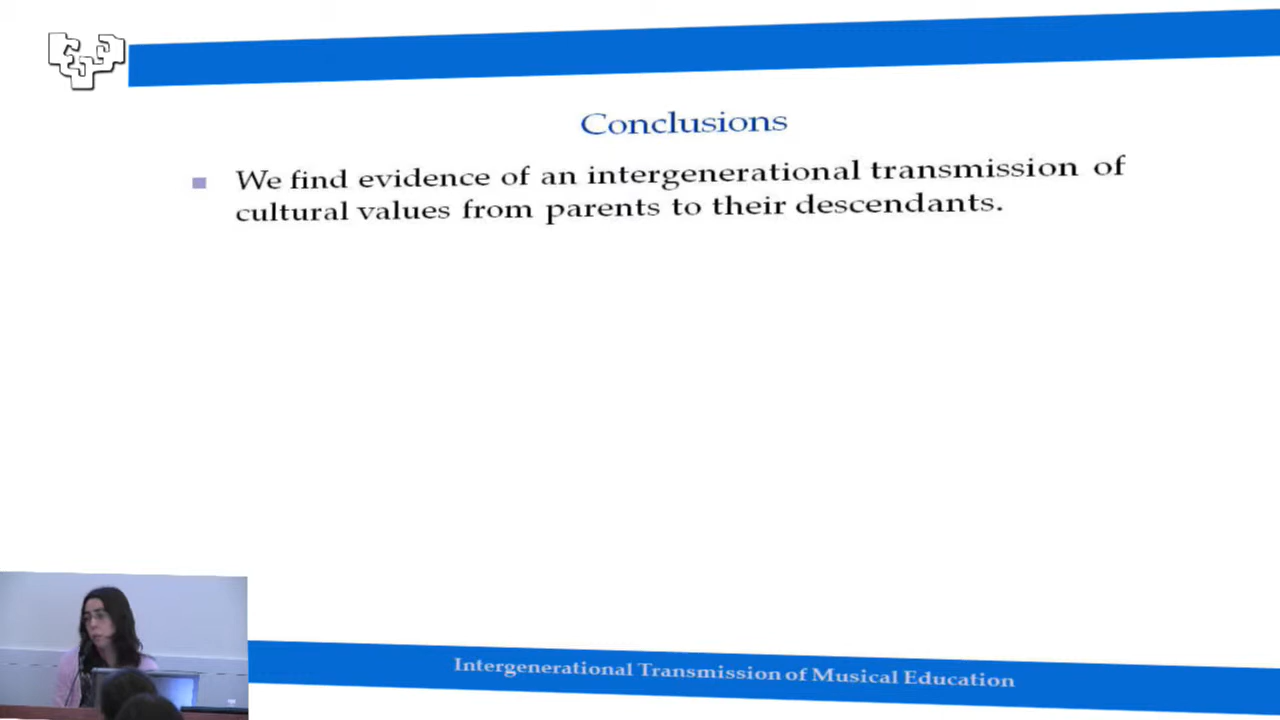 Conclusions
We find evidence of an intergenerational transmission of
cultural values from parents to their descendants.
Intergenerational Transmission of Musical Education